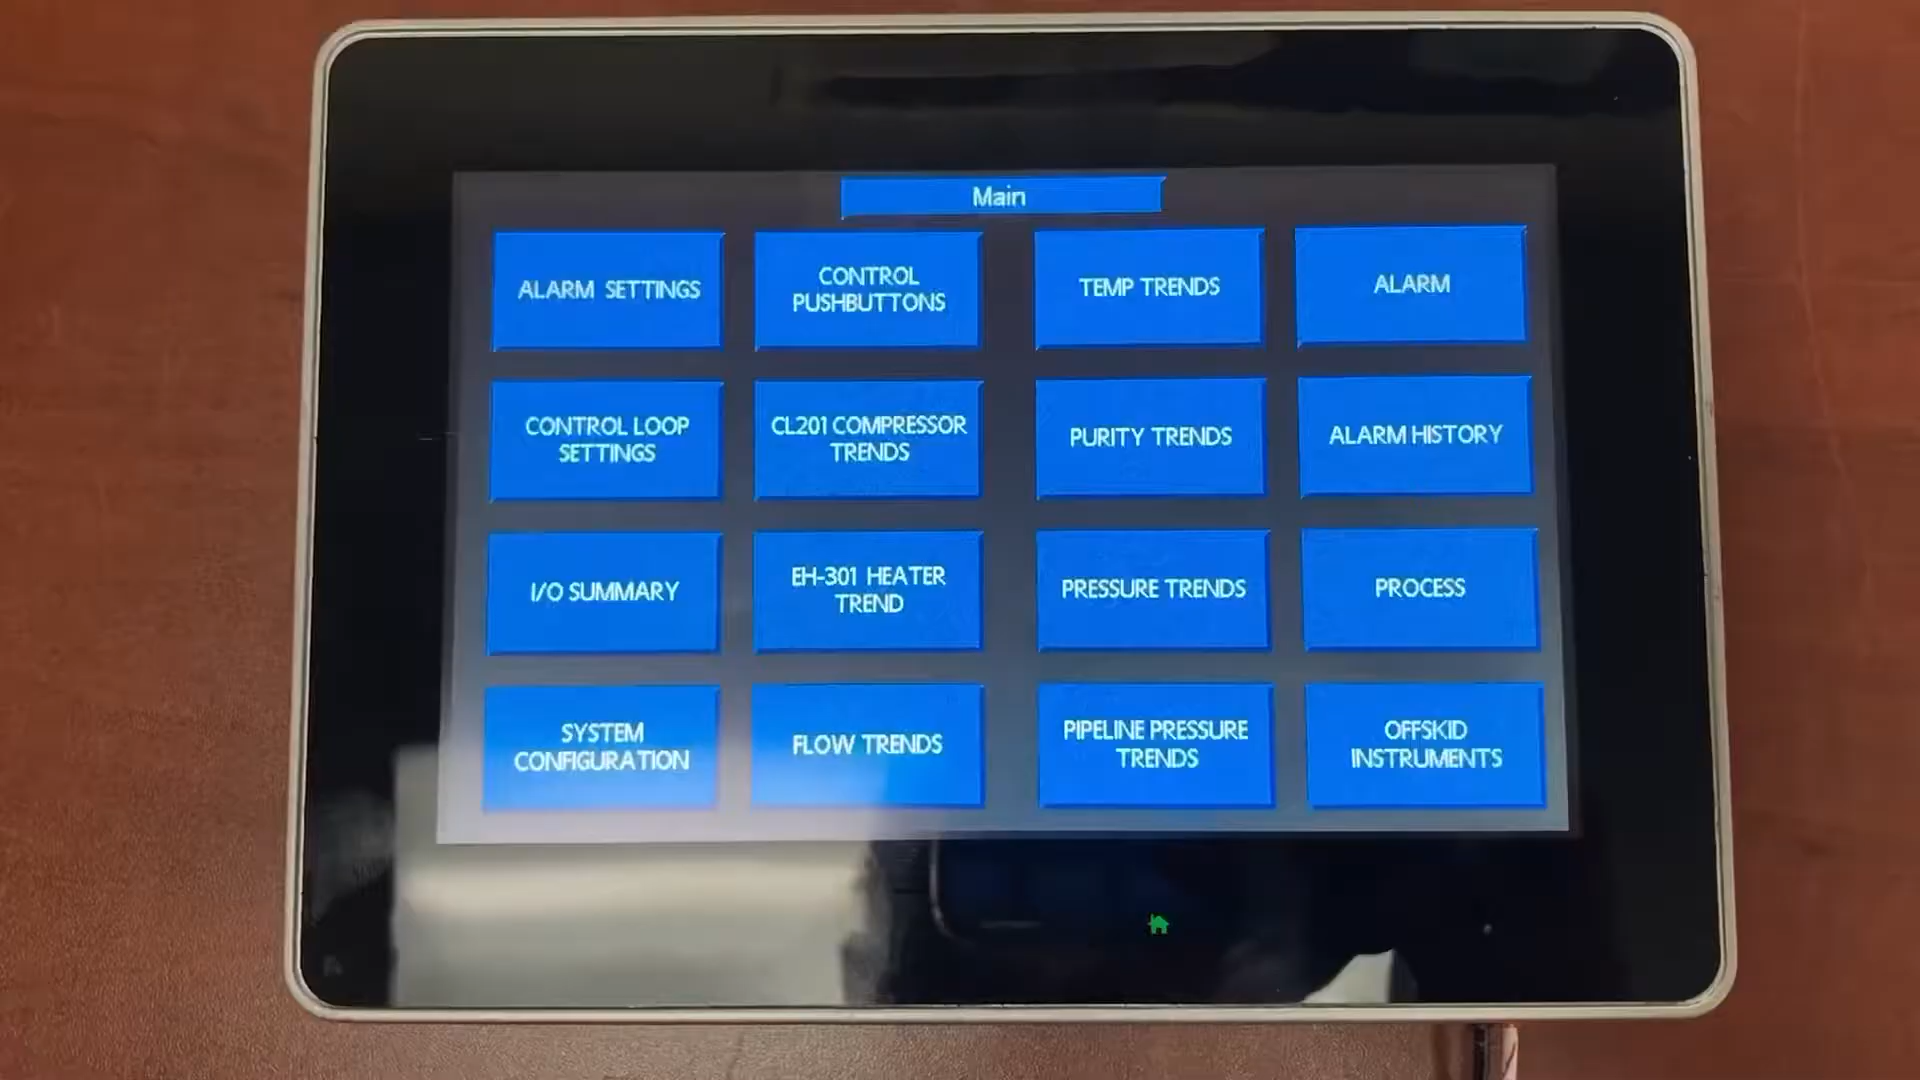 Main
ALARM SETTINGS
CONTROL
PUSHBUTTONS
TEMP TRENDS
ALARM
CONTROL LOOP
SETTINGS
CL201 COMPRESSOR
TRENDS
PURITY TRENDS
ALARM HISTORY
I/O SUMMARY
EH-301 HEATER
TREND
PRESSURE TRENDS
PROCESS
SYSTEM
CONFIGURATION
FLOW TRENDS
PIPELINE PRESSURE
TRENDS
OFFSKID
INSTRUMENTS